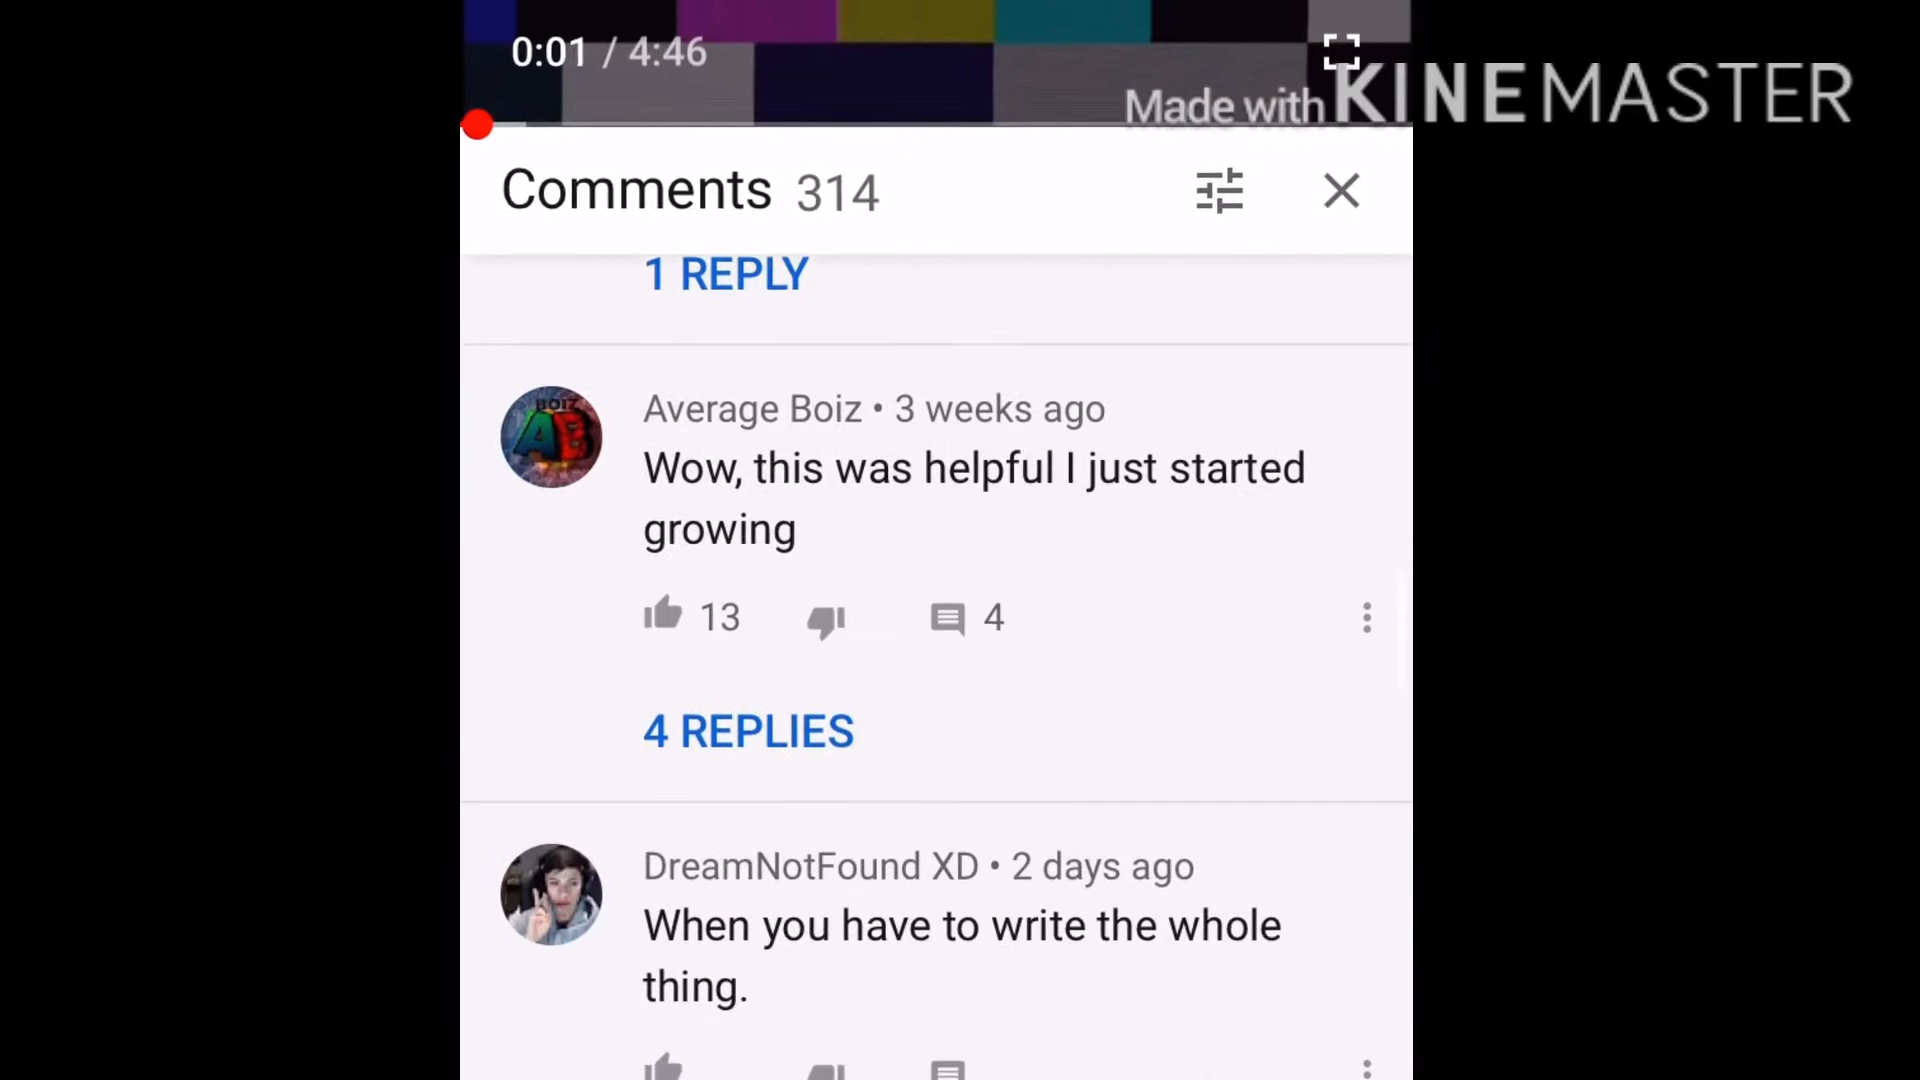 0:01 / 4:46
Made with KINEMASTER
Comments 314
1 REPLY
BOIZ
AB
Average Boiz • 3 weeks ago
Wow, this was helpful I just started
growing
13 4
4 REPLIES
DreamNotFound XD • 2 days ago
When you have to write the whole
thing.